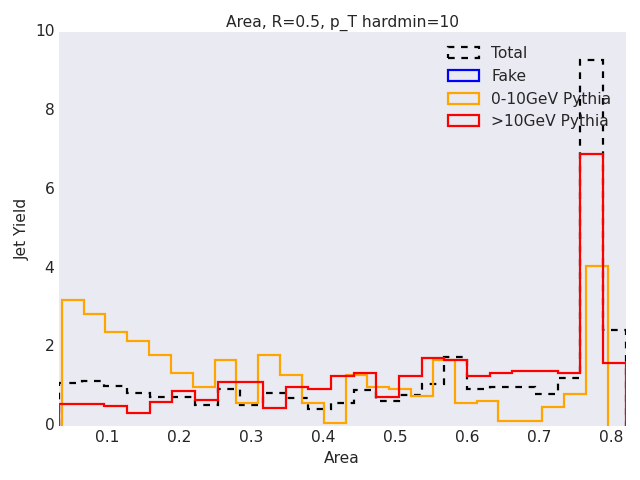 Area, R=0.5, p_T hardmin=10
10
8
6
4
2
0
Jet Yield
Total
Fake
0-10GeV Pythia
>10GeV Pythia
0.1 0.2 0.3 0.4 0.5 0.6 0.7 0.8
Area